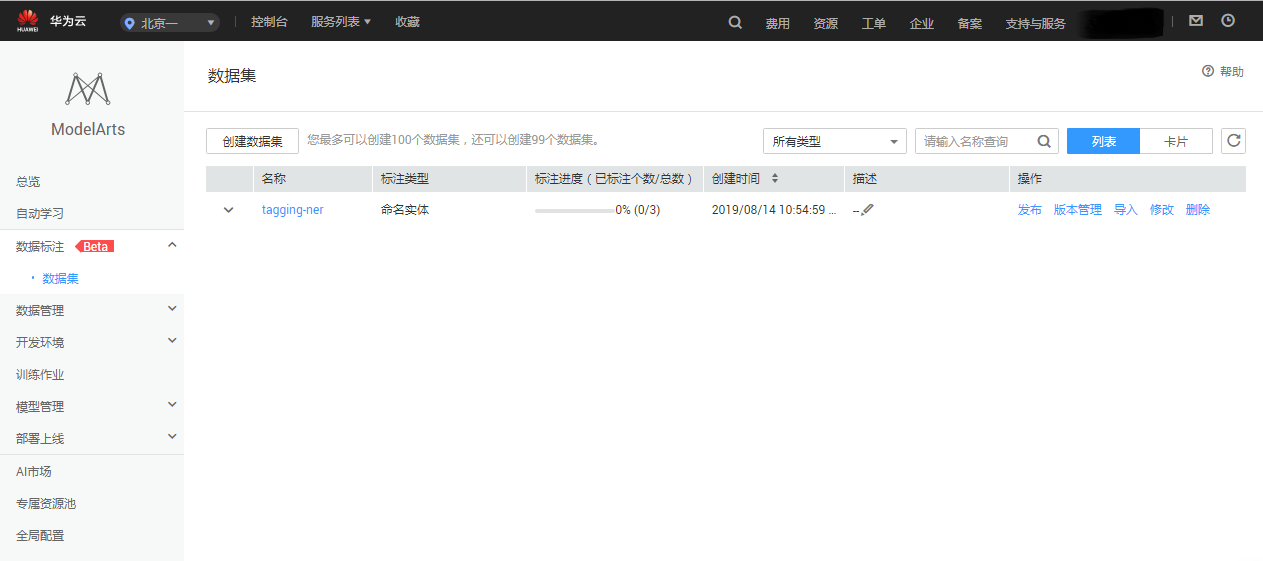 HUAWEI 华为云 北京一 控制台 服务列表 收藏 费用 资源 工单 企业 备案 支持与服务
ModelArts
总览
自动学习
数据标注 Beta
数据集
数据管理
开发环境
训练作业
模型管理
部署上线
AI市场
专属资源池
全局配置
数据集
帮助
创建数据集 您最多可以创建100个数据集，还可以创建99个数据集。 所有类型 请输入名称查询 列表 卡片
名称 标注类型 标注进度（已标注个数/总数） 创建时间 描述 操作
tagging-ner 命名实体 0% (0/3) 2019/08/14 10:54:59 ... -- 发布 版本管理 导入 修改 删除